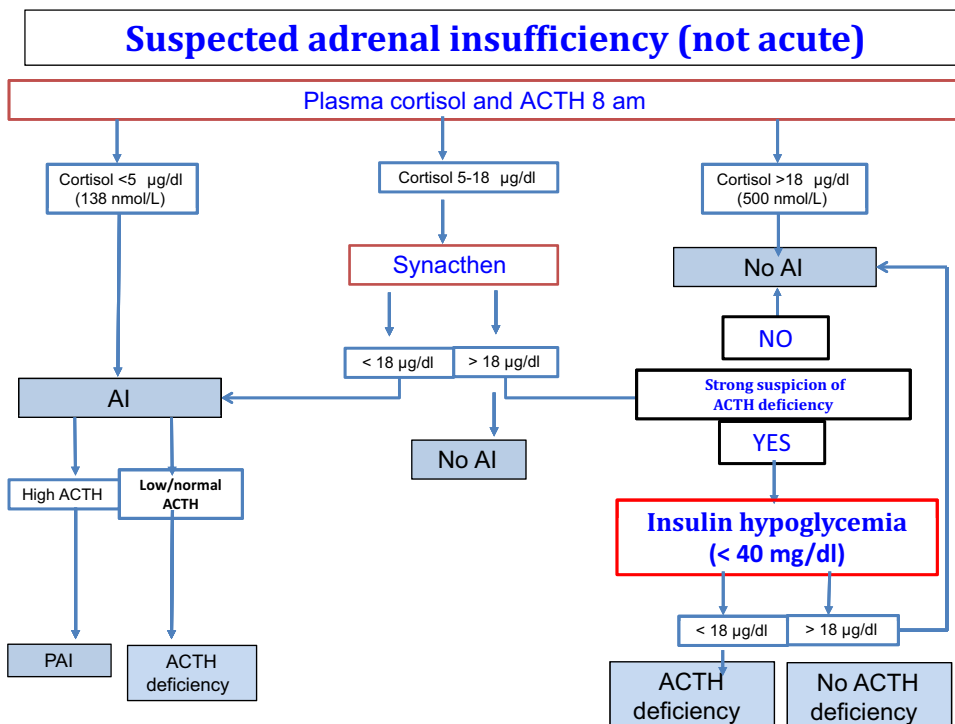 Suspected adrenal insufficiency (not acute)
Plasma cortisol and ACTH 8 am
Cortisol <5 µg/dl
(138 nmol/L)
Cortisol 5-18 µg/dl
Cortisol >18 µg/dl
(500 nmol/L)
Synacthen
No AI
NO
< 18 µg/dl
> 18 µg/dl
Strong suspicion of
ACTH deficiency
AI
YES
No AI
High ACTH
Low/normal
ACTH
Insulin hypoglycemia
(< 40 mg/dl)
< 18 µg/dl
> 18 µg/dl
PAI
ACTH
deficiency
ACTH
deficiency
No ACTH
deficiency